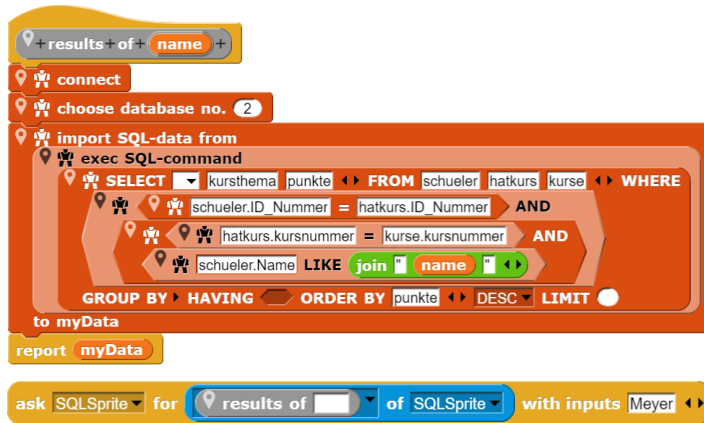 +results+of+ name +
connect
choose database no. 2
import SQL-data from
exec SQL-command
SELECT kursthema punkte FROM schueler hatkurs kurse WHERE
schueler.ID_Nummer = hatkurs.ID_Nummer AND
hatkurs.kursnummer = kurse.kursnummer AND
schueler.Name LIKE join " name "
GROUP BY HAVING ORDER BY punkte DESC LIMIT
to myData
report myData
ask SQLSprite for results of of SQLSprite with inputs Meyer